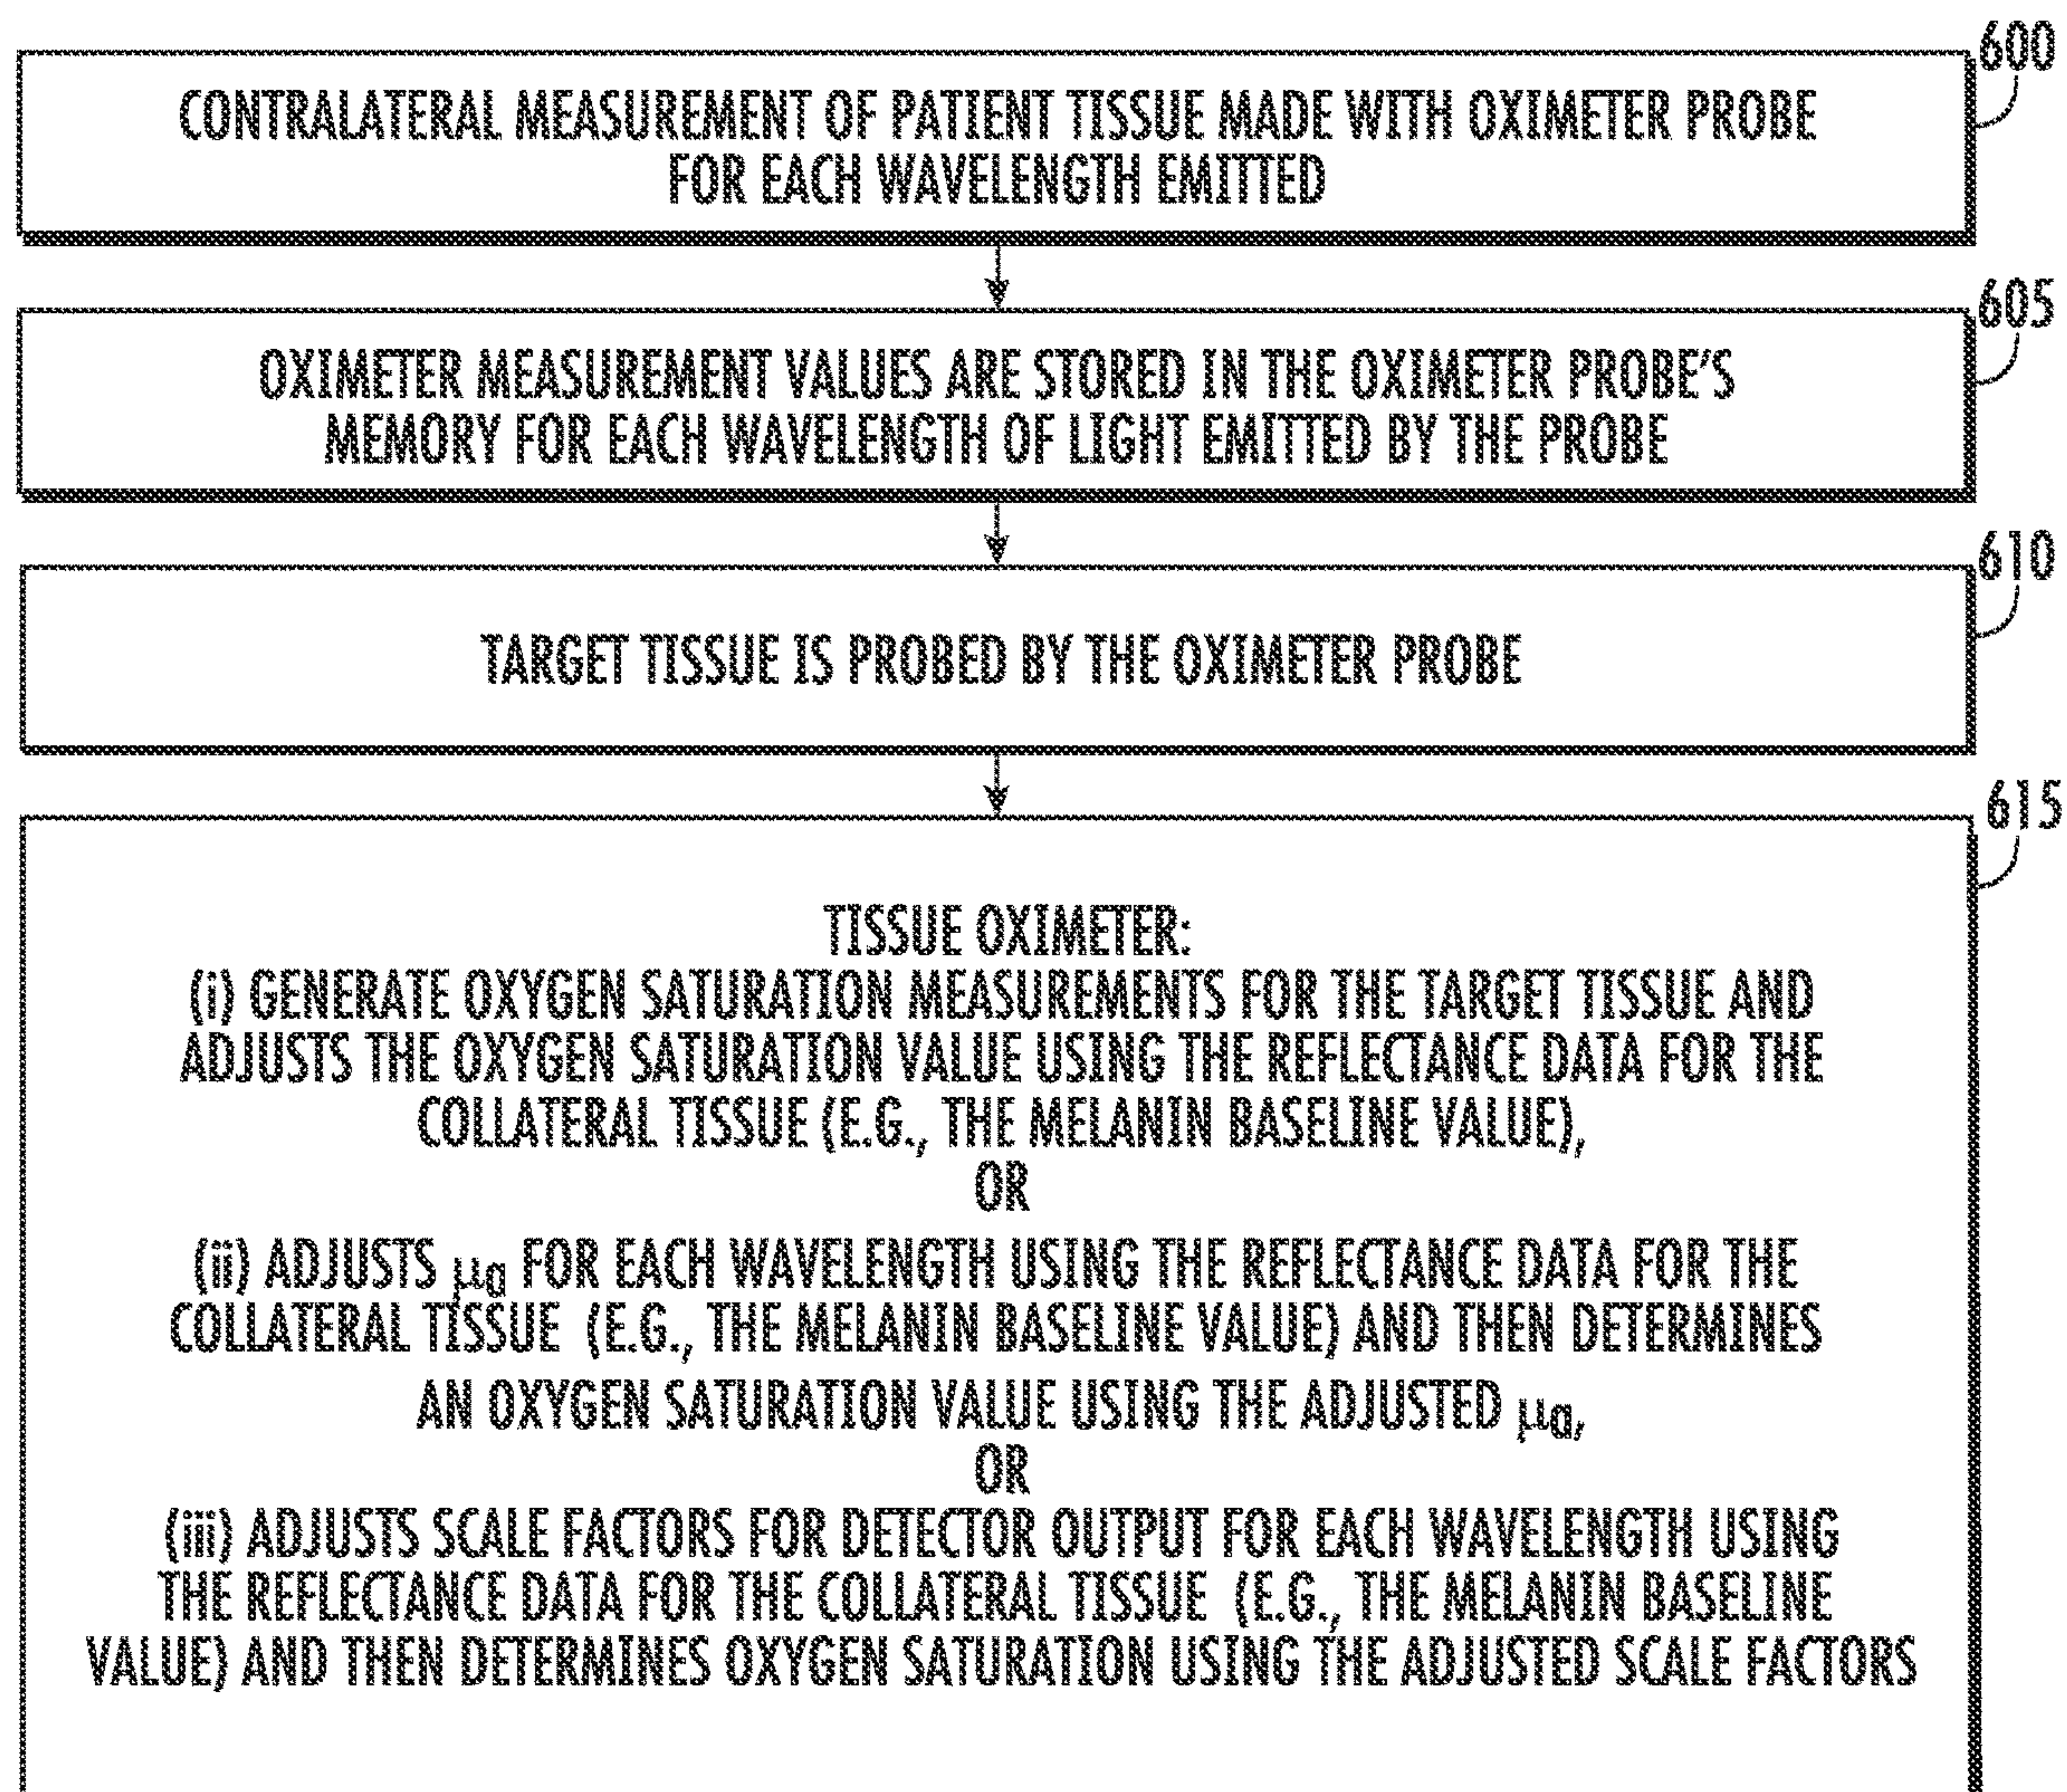 600
CONTRALATERAL MEASUREMENT OF PATIENT TISSUE MADE WITH OXIMETER PROBE
FOR EACH WAVELENGTH EMITTED
605
OXIMETER MEASUREMENT VALUES ARE STORED IN THE OXIMETER PROBE'S
MEMORY FOR EACH WAVELENGTH OF LIGHT EMITTED BY THE PROBE
610
TARGET TISSUE IS PROBED BY THE OXIMETER PROBE
615
TISSUE OXIMETER:
(i) GENERATE OXYGEN SATURATION MEASUREMENTS FOR THE TARGET TISSUE AND
ADJUSTS THE OXYGEN SATURATION VALUE USING THE REFLECTANCE DATA FOR THE
COLLATERAL TISSUE (E.G., THE MELANIN BASELINE VALUE),
OR
(ii) ADJUSTS μa FOR EACH WAVELENGTH USING THE REFLECTANCE DATA FOR THE
COLLATERAL TISSUE (E.G., THE MELANIN BASELINE VALUE) AND THEN DETERMINES
AN OXYGEN SATURATION VALUE USING THE ADJUSTED μa,
OR
(iii) ADJUSTS SCALE FACTORS FOR DETECTOR OUTPUT FOR EACH WAVELENGTH USING
THE REFLECTANCE DATA FOR THE COLLATERAL TISSUE (E.G., THE MELANIN BASELINE
VALUE) AND THEN DETERMINES OXYGEN SATURATION USING THE ADJUSTED SCALE FACTORS